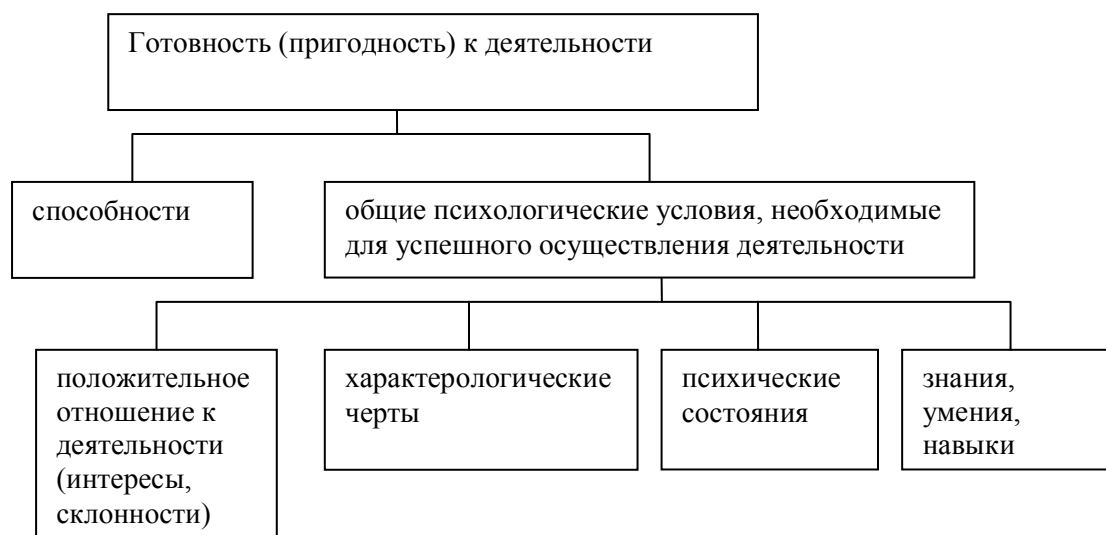 Готовность (пригодность) к деятельности
способности
общие психологические условия, необходимые
для успешного осуществления деятельности
положительное
отношение к
деятельности
(интересы,
склонности)
характерологические
черты
психические
состояния
знания,
умения,
навыки